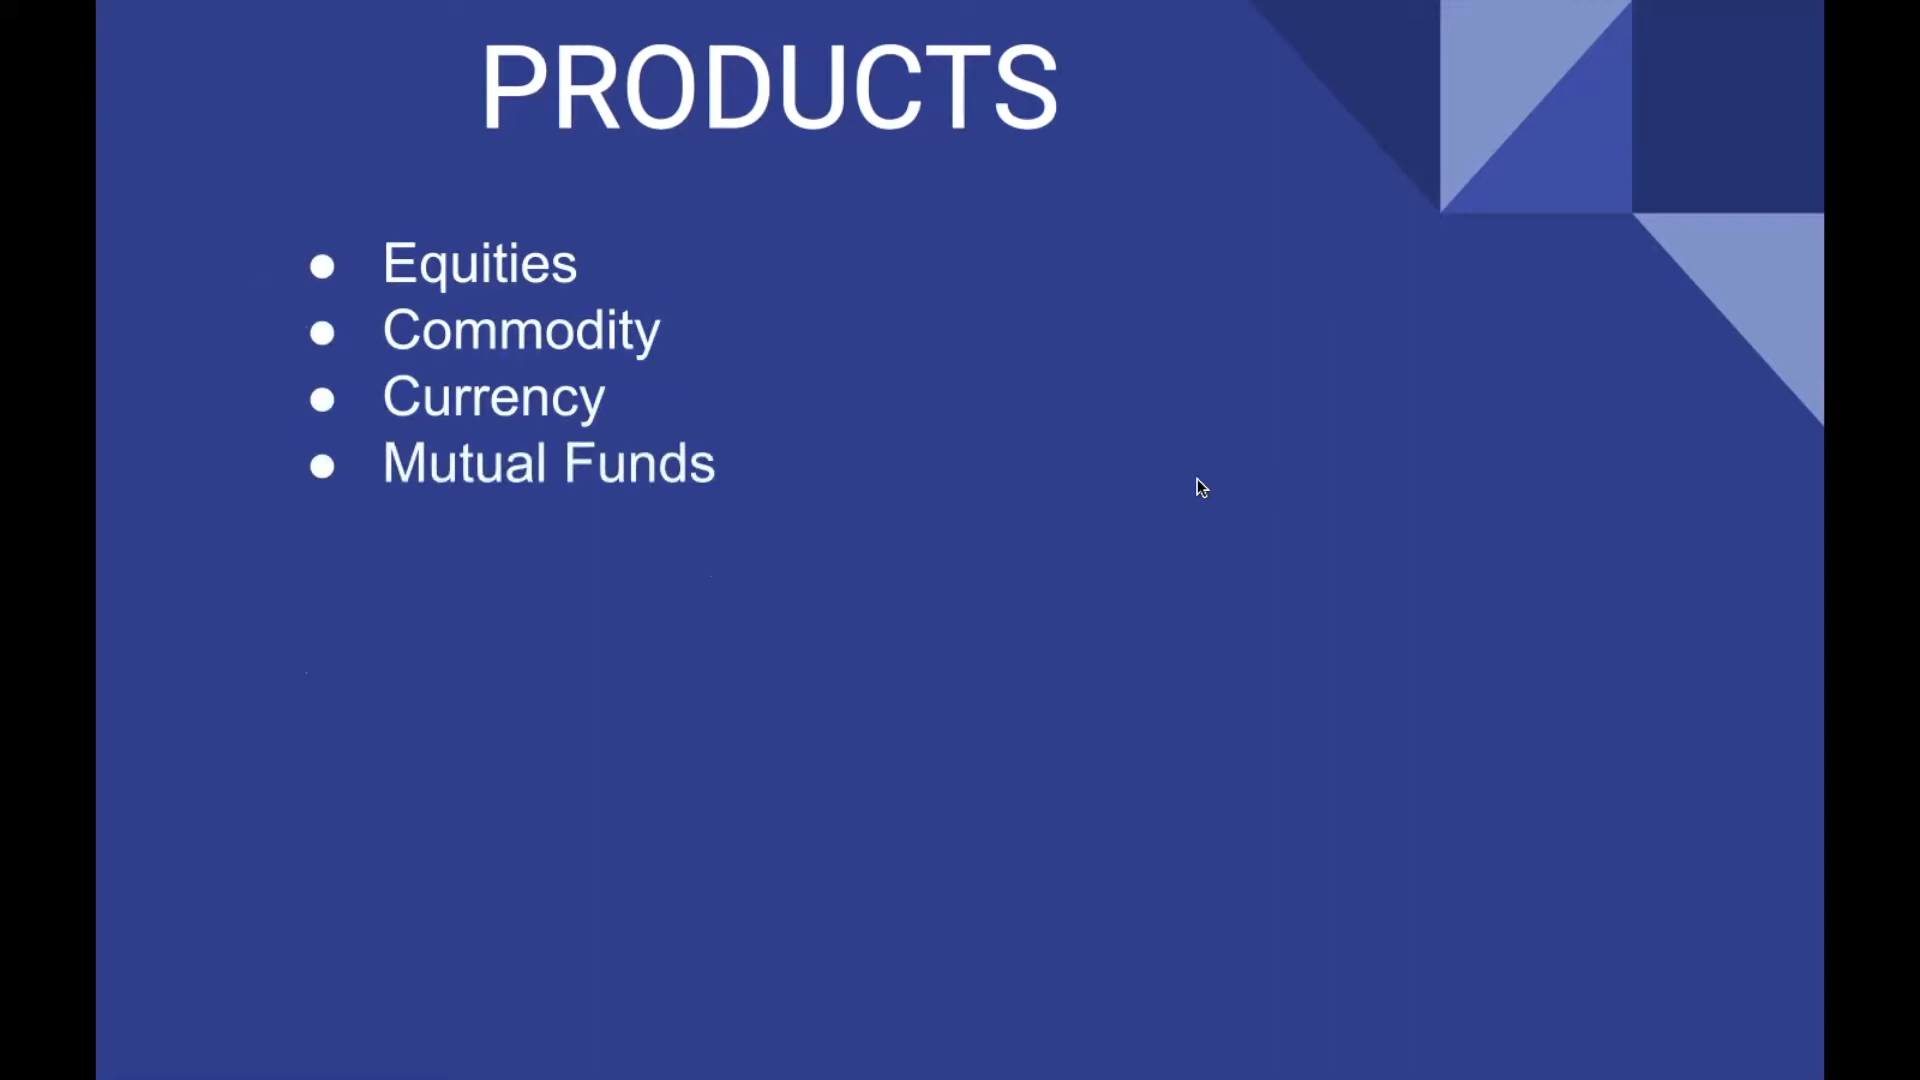 PRODUCTS
● Equities
● Commodity
● Currency
● Mutual Funds